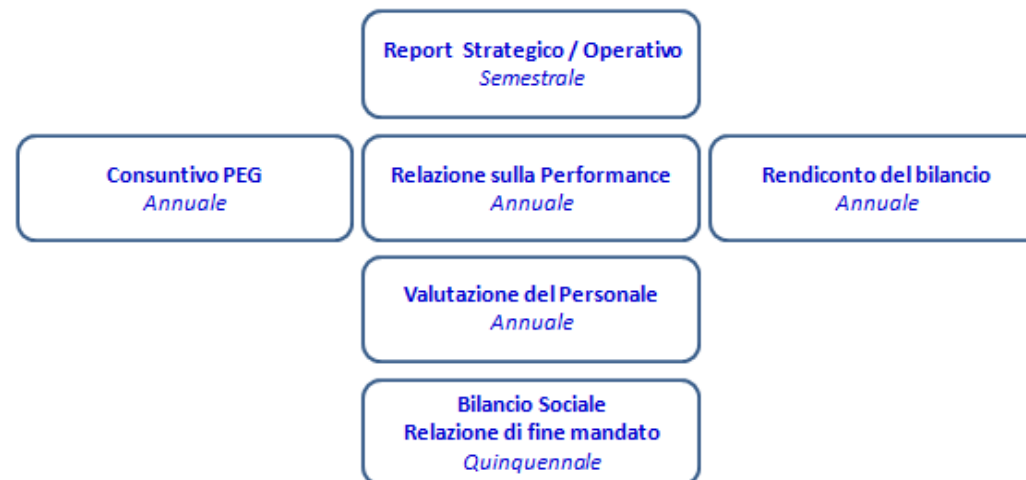 Report Strategico / Operativo
Semestrale
Consuntivo PEG
Annuale
Relazione sulla Performance
Annuale
Rendiconto del bilancio
Annuale
Valutazione del Personale
Annuale
Bilancio Sociale
Relazione di fine mandato
Quinquennale